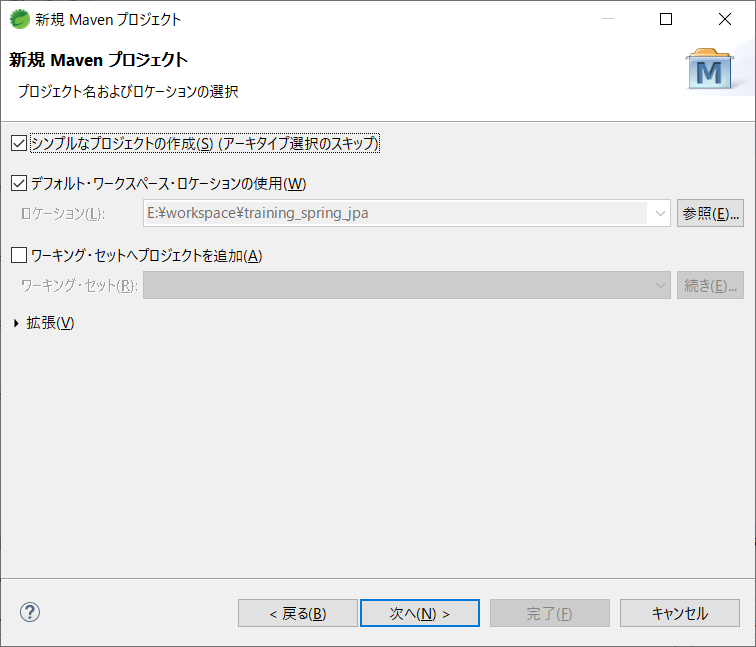 新規 Maven プロジェクト
新規 Maven プロジェクト
プロジェクト名およびロケーションの選択
M
シンプルなプロジェクトの作成(S) (アーキタイプ選択のスキップ)
デフォルト・ワークスペース・ロケーションの使用(W)
ロケーション(L): E:¥workspace¥training_spring_jpa 参照(E)...
ワーキング・セットへプロジェクトを追加(A)
ワーキング・セット(R): 続き(E)...
拡張(V)
? < 戻る(B) 次へ(N) > 完了(F) キャンセル